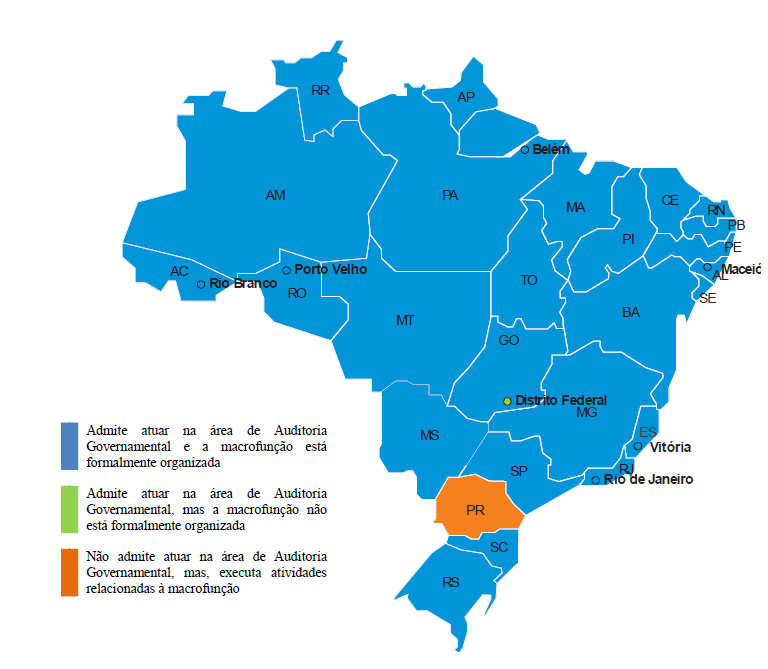 RR
AP
Belém
AM
PA
MA
CE
RN
PB
PI
PE
AC
Porto Velho
Rio Branco
RO
TO
Maceió
AL
SE
MT
BA
GO
Distrito Federal
MG
MS
ES
Vitória
SP
RJ
Rio de Janeiro
PR
SC
RS
Admite atuar na área de Auditoria
Governamental e a macrofunção está
formalmente organizada
Admite atuar na área de Auditoria
Governamental, mas a macrofunção não
está formalmente organizada
Não admite atuar na área de Auditoria
Governamental, mas, executa atividades
relacionadas à macrofunção